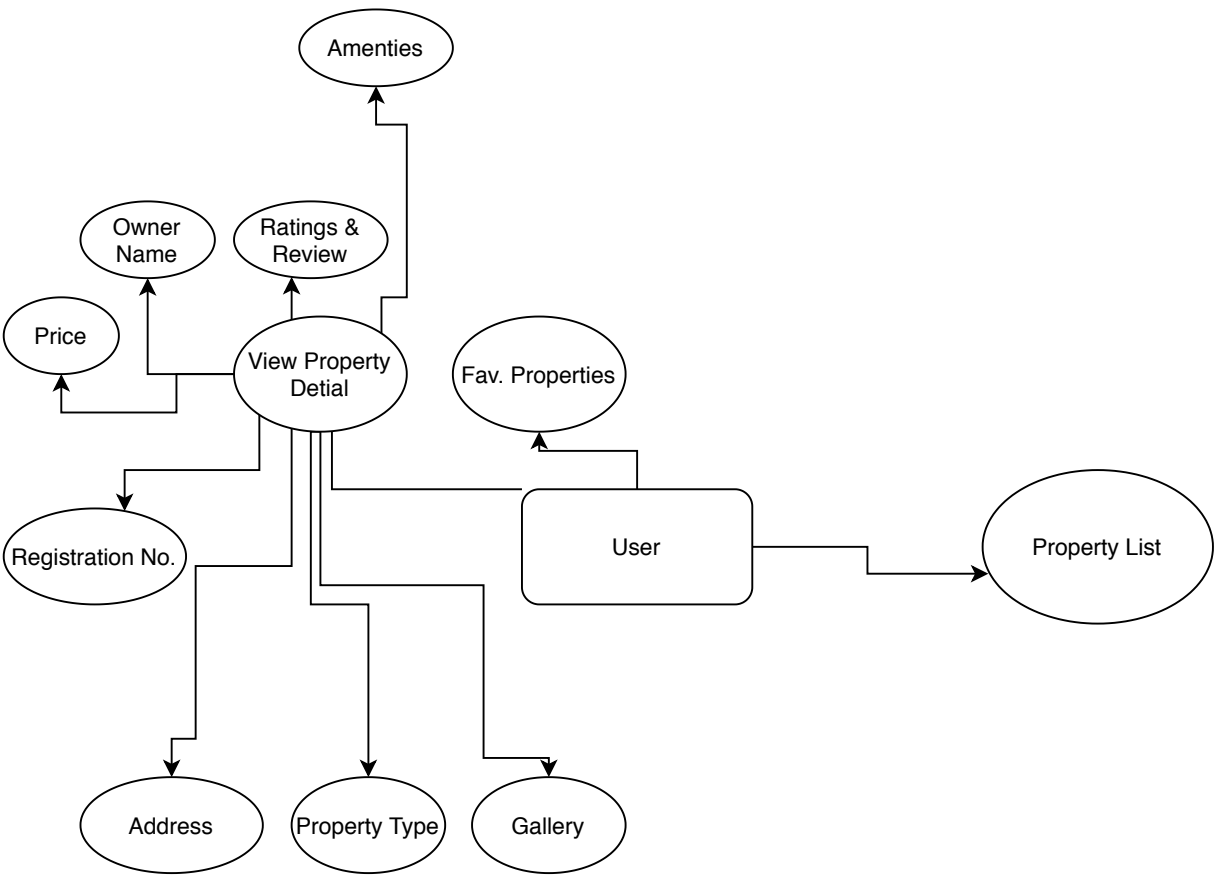 Amenties
Owner
Name
Ratings &
Review
Price
View Property
Detial
Fav. Properties
Registration No.
User
Property List
Address
Property Type
Gallery